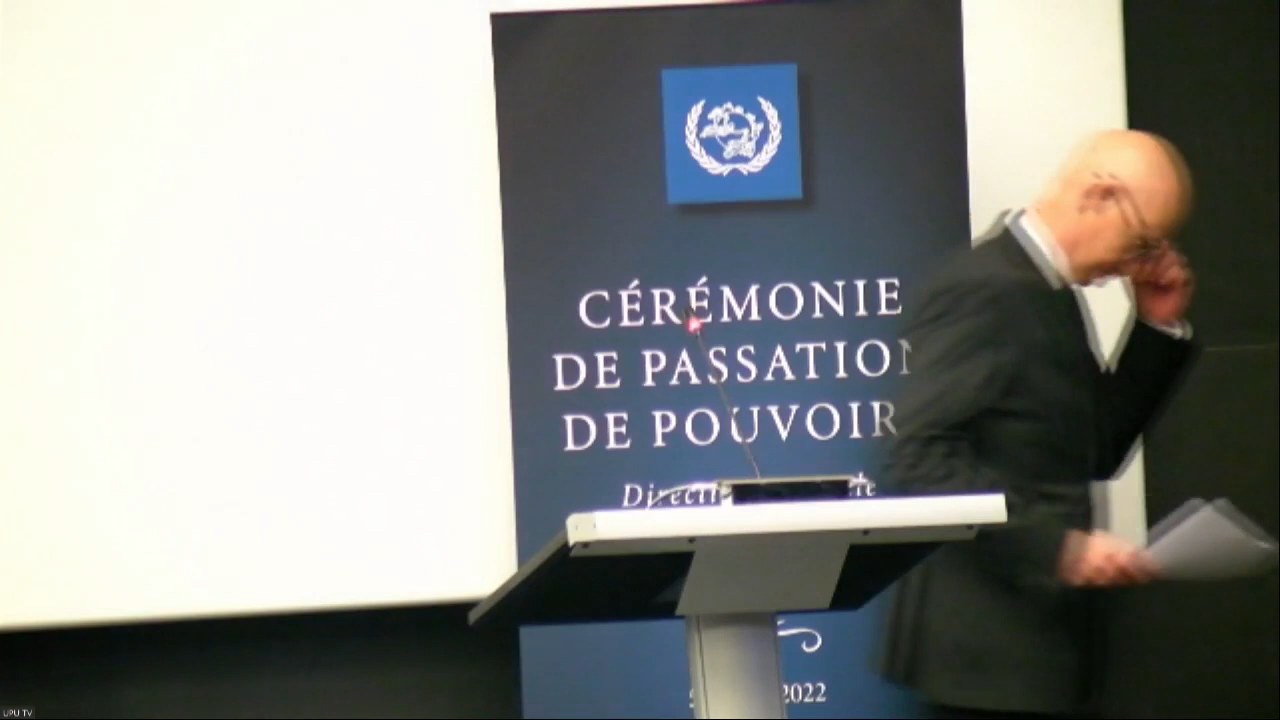 CÉRÉMONIE
DE PASSATION
DE POUVOIR
2022
UPU TV